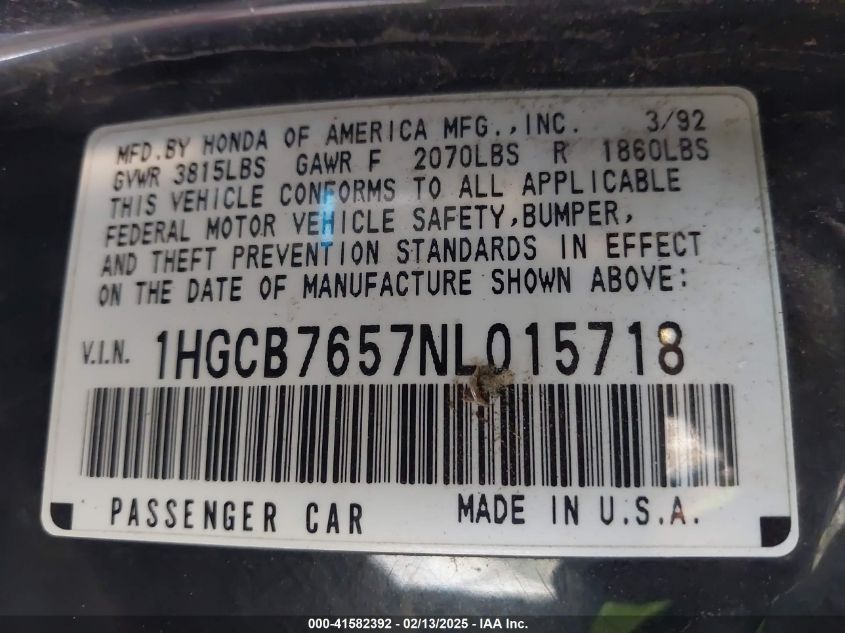 MFD.BY HONDA OF AMERICA MFG.,INC. 3/92
GVWR 3815LBS GAWR F 2070LBS R 1860LBS
THIS VEHICLE CONFORMS TO ALL APPLICABLE
FEDERAL MOTOR VEHICLE SAFETY,BUMPER,
AND THEFT PREVENTION STANDARDS IN EFFECT
ON THE DATE OF MANUFACTURE SHOWN ABOVE:
V.I.N. 1HGCB7657NL015718
PASSENGER CAR MADE IN U.S.A.
000-41582392 - 02/13/2025 - COPYRIGHT IAA, INC.